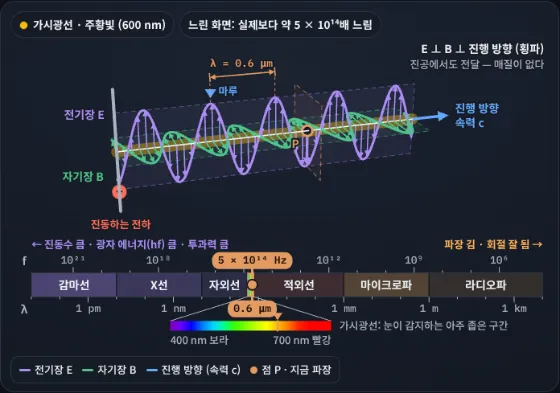 가시광선 · 주황빛 (600 nm)
느린 화면: 실제보다 약 5 × 10¹⁴배 느림
E ⊥ B ⊥ 진행 방향 (횡파)
진공에서도 전달 — 매질이 없다
λ = 0.6 μm
마루
전기장 E
진행 방향
속력 c
P
자기장 B
진동하는 전하
← 진동수 큼 · 광자 에너지(hf) 큼 · 투과력 큼
파장 김 · 회절 잘 됨 →
f 10²¹ 10¹⁸ 5 × 10¹⁴ Hz 10¹² 10⁹ 10⁶
감마선 X선 자외선 적외선 마이크로파 라디오파
λ 1 pm 1 nm 0.6 μm 1 mm 1 m 1 km
가시광선: 눈이 감지하는 아주 좁은 구간
400 nm 보라 700 nm 빨강
전기장 E 자기장 B 진행 방향 (속력 c) 점 P · 지금 파장